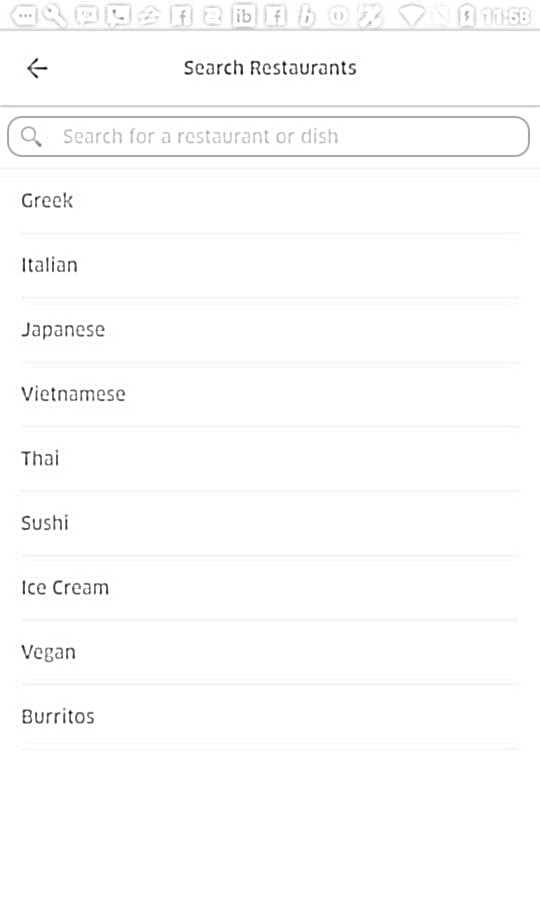 11:58
Search Restaurants
Search for a restaurant or dish
Greek
Italian
Japanese
Vietnamese
Thai
Sushi
Ice Cream
Vegan
Burritos